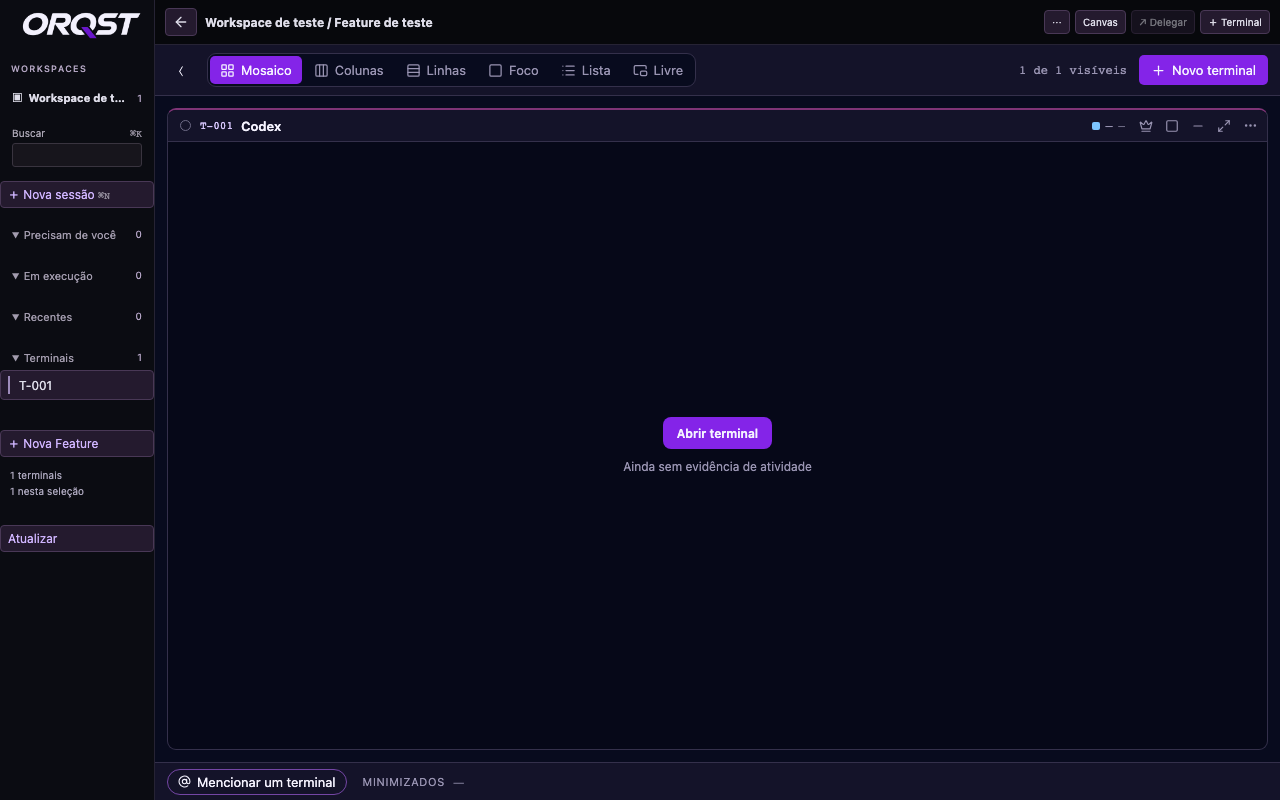 ORQST
WORKSPACES
Workspace de t... 1
Buscar ⌘K
+ Nova sessão ⌘N
▼ Precisam de você 0
▼ Em execução 0
▼ Recentes 0
▼ Terminais 1
T-001
+ Nova Feature
1 terminais
1 nesta seleção
Atualizar
Workspace de teste / Feature de teste
... Canvas ↗ Delegar + Terminal
Mosaico Colunas Linhas Foco Lista Livre
1 de 1 visíveis
+ Novo terminal
T-001 Codex
Abrir terminal
Ainda sem evidência de atividade
@ Mencionar um terminal MINIMIZADOS —